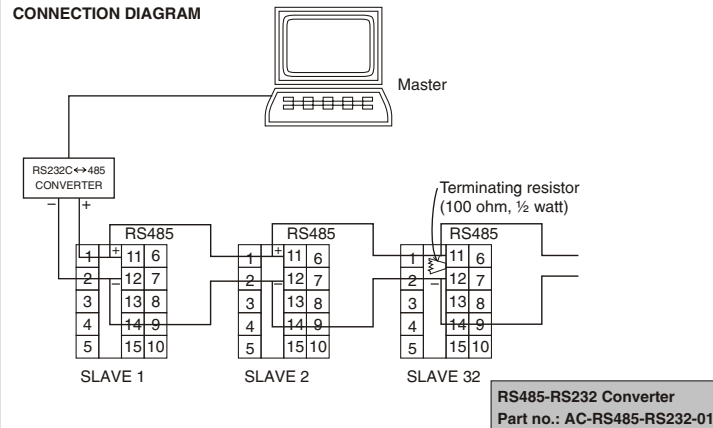 CONNECTION DIAGRAM
Master
RS232C↔485
CONVERTER
– +
Terminating resistor
(100 ohm, ½ watt)
RS485 RS485 RS485
1 + 11 6 1 + 11 6 1 11 6
2 – 12 7 2 – 12 7 2 – 12 7
3 13 8 3 13 8 3 13 8
4 14 9 4 14 9 4 14 9
5 15 10 5 15 10 5 15 10
SLAVE 1 SLAVE 2 SLAVE 32
RS485-RS232 Converter
Part no.: AC-RS485-RS232-01